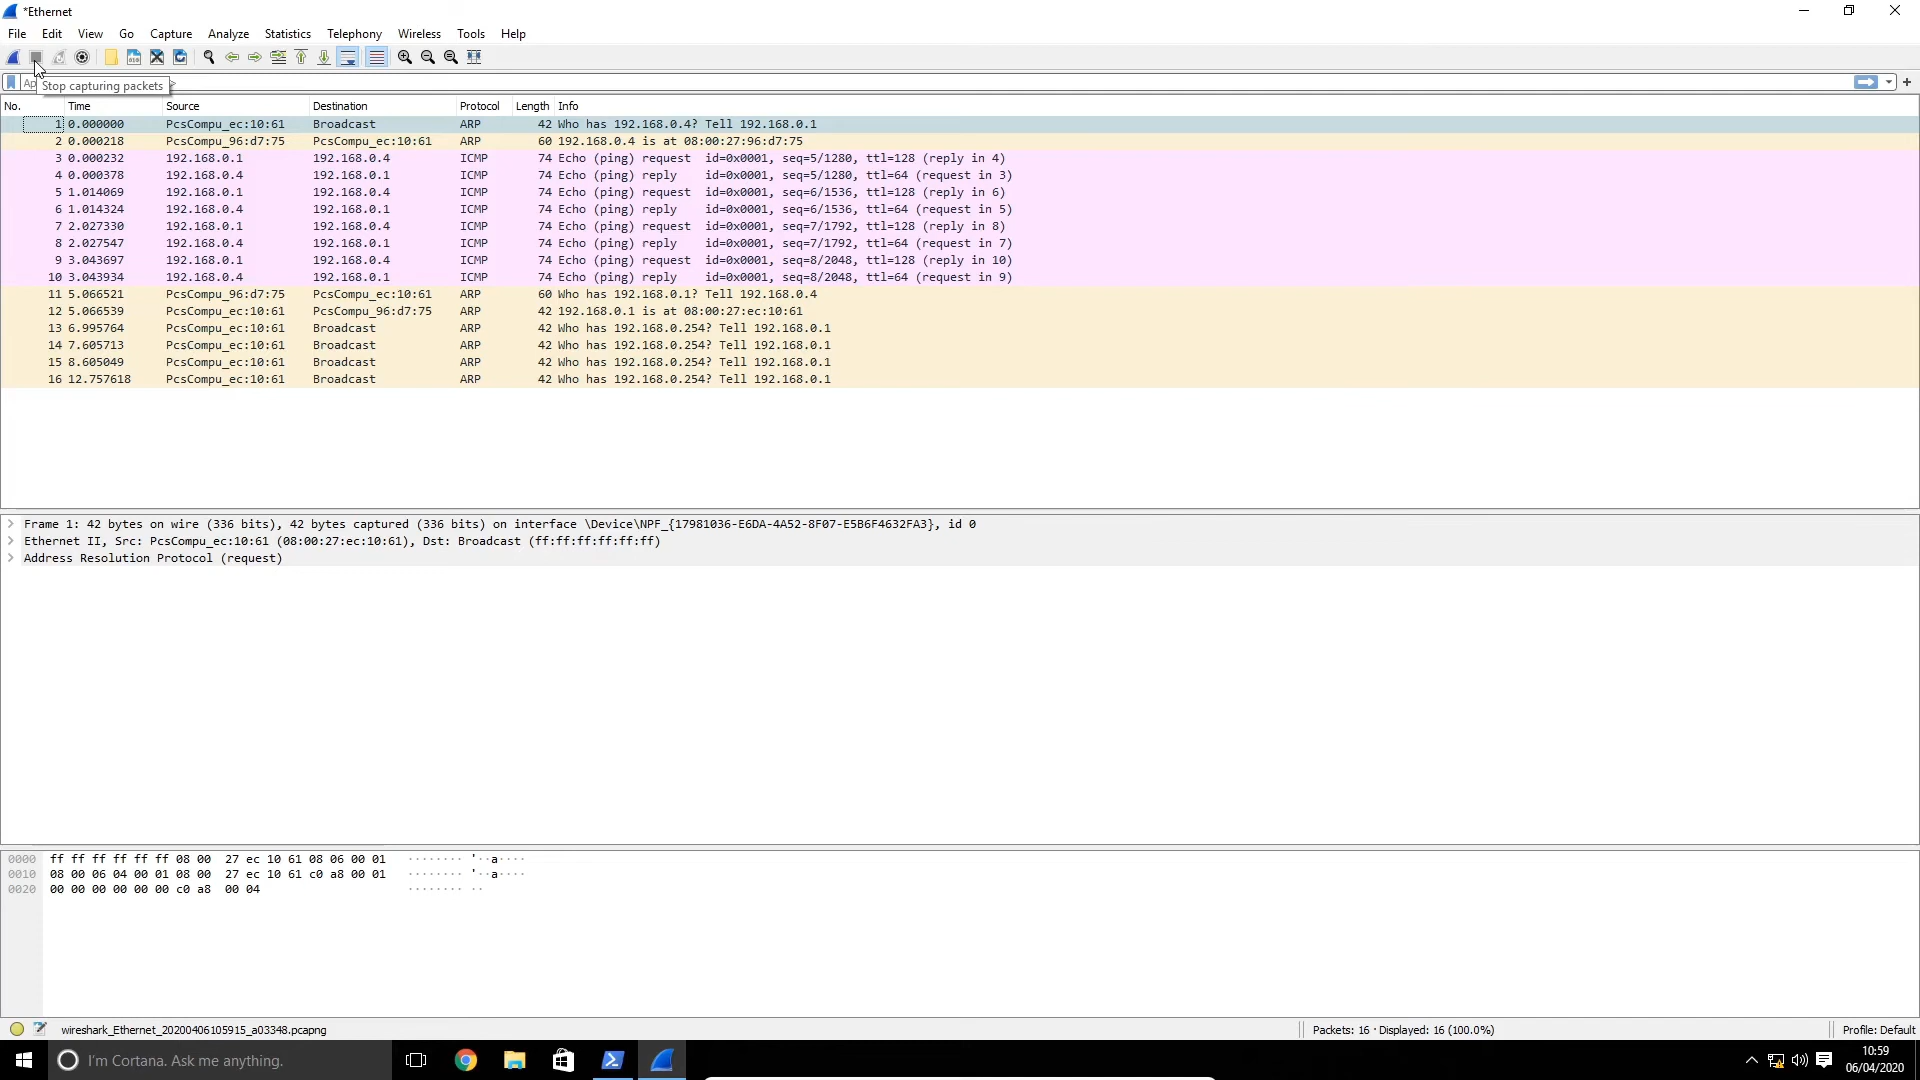 *Ethernet
File Edit View Go Capture Analyze Statistics Telephony Wireless Tools Help
Ap
Stop capturing packets
No. Time Source Destination Protocol Length Info
1 0.000000 PcsCompu_ec:10:61 Broadcast ARP 42 Who has 192.168.0.4? Tell 192.168.0.1
2 0.000218 PcsCompu_96:d7:75 PcsCompu_ec:10:61 ARP 60 192.168.0.4 is at 08:00:27:96:d7:75
3 0.000232 192.168.0.1 192.168.0.4 ICMP 74 Echo (ping) request id=0x0001, seq=5/1280, ttl=128 (reply in 4)
4 0.000378 192.168.0.4 192.168.0.1 ICMP 74 Echo (ping) reply id=0x0001, seq=5/1280, ttl=64 (request in 3)
5 1.014069 192.168.0.1 192.168.0.4 ICMP 74 Echo (ping) request id=0x0001, seq=6/1536, ttl=128 (reply in 6)
6 1.014324 192.168.0.4 192.168.0.1 ICMP 74 Echo (ping) reply id=0x0001, seq=6/1536, ttl=64 (request in 5)
7 2.027330 192.168.0.1 192.168.0.4 ICMP 74 Echo (ping) request id=0x0001, seq=7/1792, ttl=128 (reply in 8)
8 2.027547 192.168.0.4 192.168.0.1 ICMP 74 Echo (ping) reply id=0x0001, seq=7/1792, ttl=64 (request in 7)
9 3.043697 192.168.0.1 192.168.0.4 ICMP 74 Echo (ping) request id=0x0001, seq=8/2048, ttl=128 (reply in 10)
10 3.043934 192.168.0.4 192.168.0.1 ICMP 74 Echo (ping) reply id=0x0001, seq=8/2048, ttl=64 (request in 9)
11 5.066521 PcsCompu_96:d7:75 PcsCompu_ec:10:61 ARP 60 Who has 192.168.0.1? Tell 192.168.0.4
12 5.066539 PcsCompu_ec:10:61 PcsCompu_96:d7:75 ARP 42 192.168.0.1 is at 08:00:27:ec:10:61
13 6.995764 PcsCompu_ec:10:61 Broadcast ARP 42 Who has 192.168.0.254? Tell 192.168.0.1
14 7.605713 PcsCompu_ec:10:61 Broadcast ARP 42 Who has 192.168.0.254? Tell 192.168.0.1
15 8.605049 PcsCompu_ec:10:61 Broadcast ARP 42 Who has 192.168.0.254? Tell 192.168.0.1
16 12.757618 PcsCompu_ec:10:61 Broadcast ARP 42 Who has 192.168.0.254? Tell 192.168.0.1
Frame 1: 42 bytes on wire (336 bits), 42 bytes captured (336 bits) on interface \Device\NPF_{17981036-E6DA-4A52-8F07-E5B6F4632FA3}, id 0
Ethernet II, Src: PcsCompu_ec:10:61 (08:00:27:ec:10:61), Dst: Broadcast (ff:ff:ff:ff:ff:ff)
Address Resolution Protocol (request)
0000 ff ff ff ff ff ff 08 00 27 ec 10 61 08 06 00 01 ········ '··a····
0010 08 00 06 04 00 01 08 00 27 ec 10 61 c0 a8 00 01 ········ '··a····
0020 00 00 00 00 00 00 c0 a8 00 04 ········ ··
wireshark_Ethernet_20200406105915_a03348.pcapng
Packets: 16 · Displayed: 16 (100.0%)
Profile: Default
I'm Cortana. Ask me anything.
10:59
06/04/2020